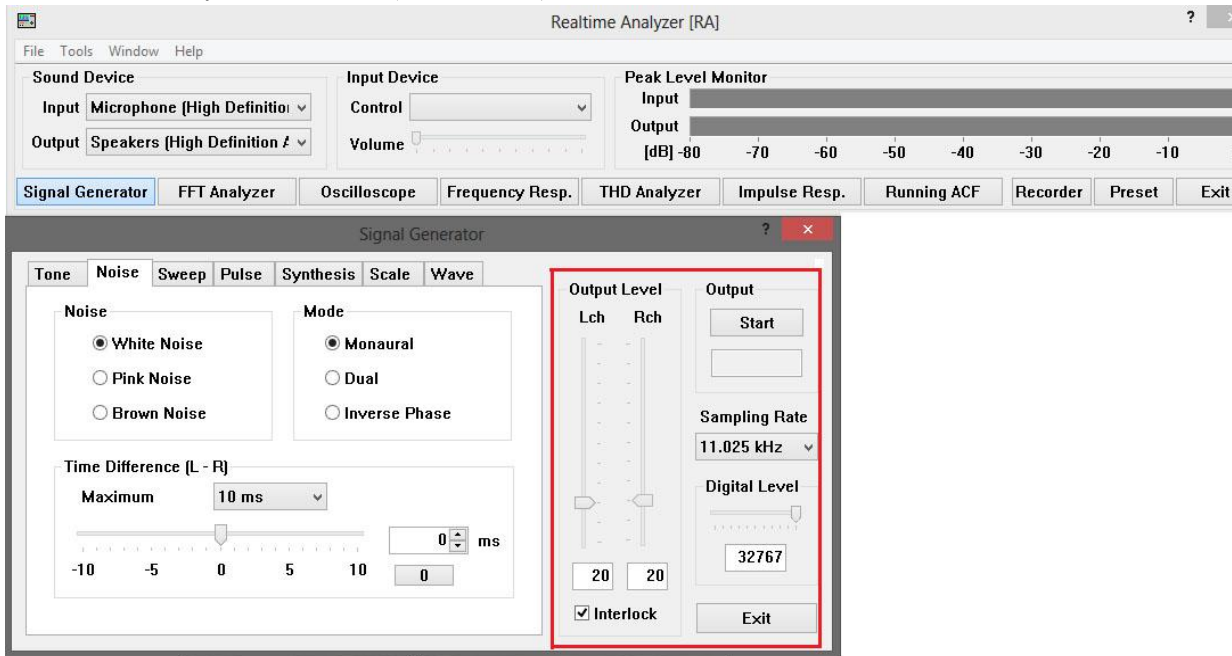 Realtime Analyzer [RA] ?
File Tools Window Help
Sound Device Input Device Peak Level Monitor
Input Microphone (High Definition Control Input
Output Speakers (High Definition A Volume Output
[dB] -80 -70 -60 -50 -40 -30 -20 -10
Signal Generator FFT Analyzer Oscilloscope Frequency Resp. THD Analyzer Impulse Resp. Running ACF Recorder Preset Exit
Signal Generator ? ×
Tone Noise Sweep Pulse Synthesis Scale Wave
Output Level Output
Noise Mode Lch Rch Start
White Noise Monaural
Pink Noise Dual
Brown Noise Inverse Phase Sampling Rate
11.025 kHz
Time Difference (L - R)
Maximum 10 ms Digital Level
0 ms
32767
-10 -5 0 5 10 0 20 20
Interlock Exit